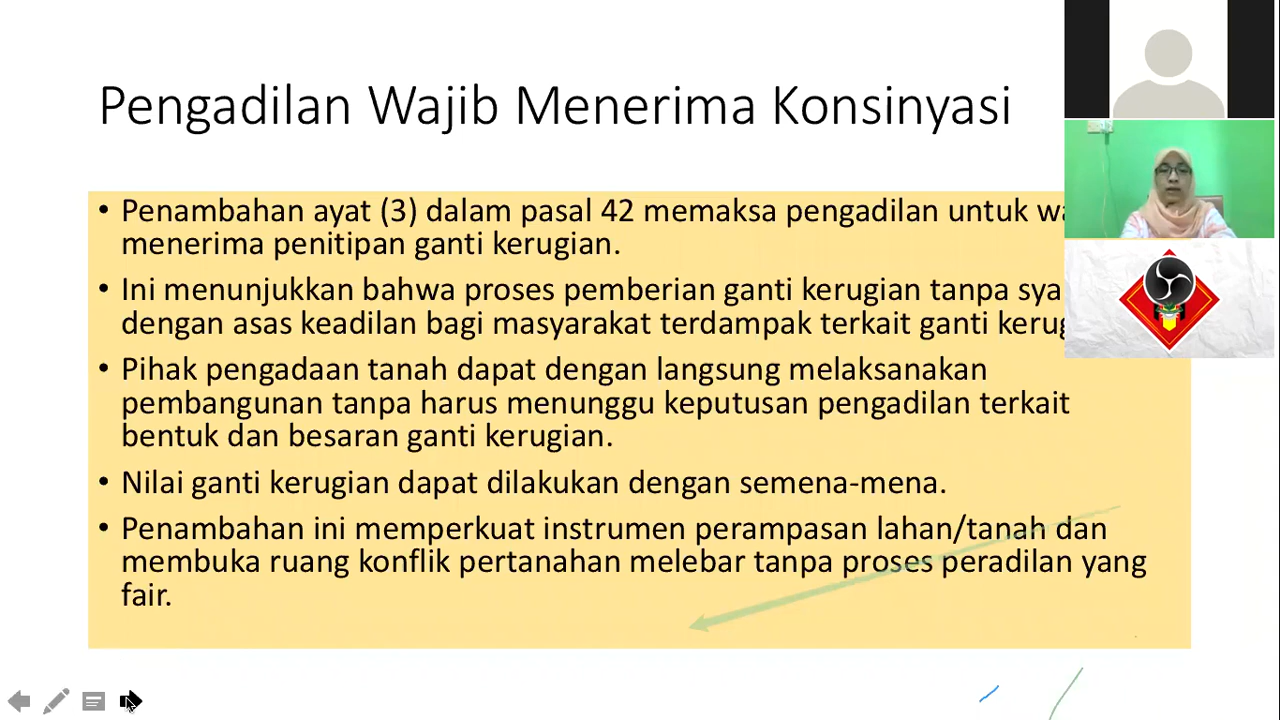 Pengadilan Wajib Menerima Konsinyasi
• Penambahan ayat (3) dalam pasal 42 memaksa pengadilan untuk
menerima penitipan ganti kerugian.
• Ini menunjukkan bahwa proses pemberian ganti kerugian tanpa
dengan asas keadilan bagi masyarakat terdampak terkait ganti
• Pihak pengadaan tanah dapat dengan langsung melaksanakan
pembangunan tanpa harus menunggu keputusan pengadilan terkait
bentuk dan besaran ganti kerugian.
• Nilai ganti kerugian dapat dilakukan dengan semena-mena.
• Penambahan ini memperkuat instrumen perampasan lahan/tanah dan
membuka ruang konflik pertanahan melebar tanpa proses peradilan yang
fair.